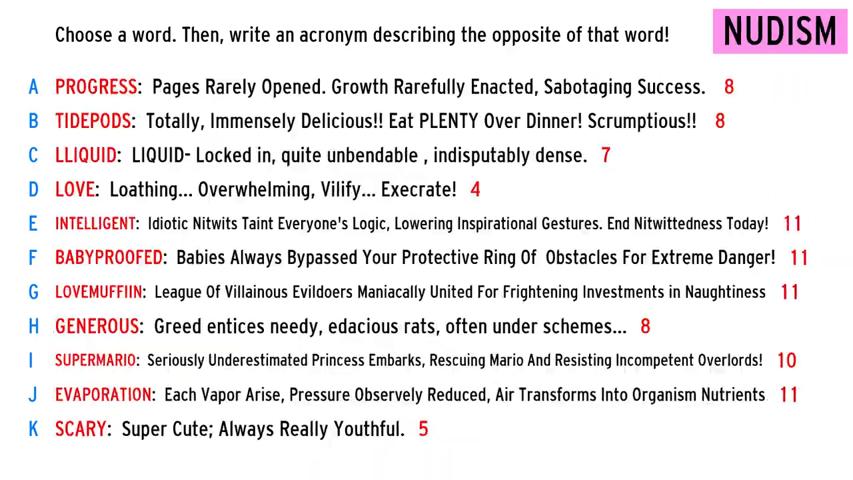 Choose a word. Then, write an acronym describing the opposite of that word!
NUDISM
A PROGRESS: Pages Rarely Opened. Growth Rarefully Enacted, Sabotaging Success. 8
B TIDEPODS: Totally, Immensely Delicious!! Eat PLENTY Over Dinner! Scrumptious!! 8
C LLIQUID: LIQUID- Locked in, quite unbendable , indisputably dense. 7
D LOVE: Loathing... Overwhelming, Vilify... Execrate! 4
E INTELLIGENT: Idiotic Nitwits Taint Everyone's Logic, Lowering Inspirational Gestures. End Nitwittedness Today! 11
F BABYPROOFED: Babies Always Bypassed Your Protective Ring Of Obstacles For Extreme Danger! 11
G LOVEMUFFIIN: League Of Villainous Evildoers Maniacally United For Frightening Investments in Naughtiness 11
H GENEROUS: Greed entices needy, edacious rats, often under schemes... 8
I SUPERMARIO: Seriously Underestimated Princess Embarks, Rescuing Mario And Resisting Incompetent Overlords! 10
J EVAPORATION: Each Vapor Arise, Pressure Observely Reduced, Air Transforms Into Organism Nutrients 11
K SCARY: Super Cute; Always Really Youthful. 5